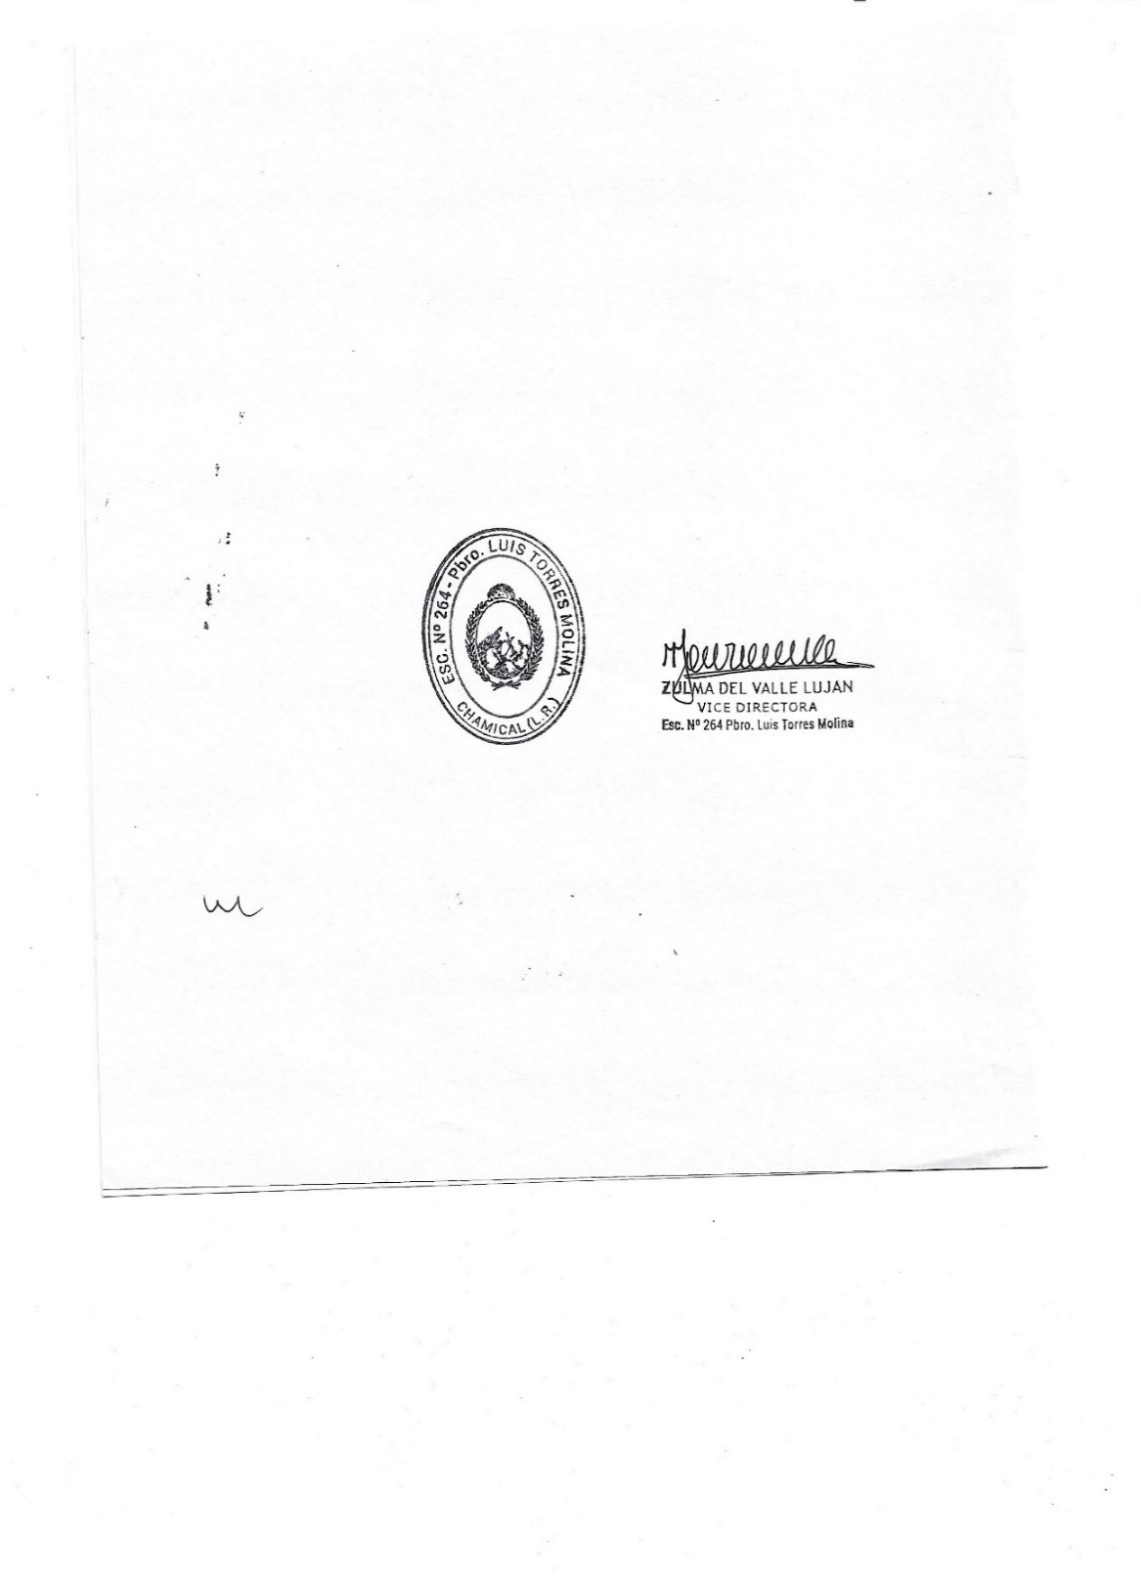 ESC. Nº 264 - Pbro. LUIS TORRES MOLINA
CHAMICAL (L.R.)
ZULMA DEL VALLE LUJAN
VICE DIRECTORA
Esc. Nº 264 Pbro. Luis Torres Molina